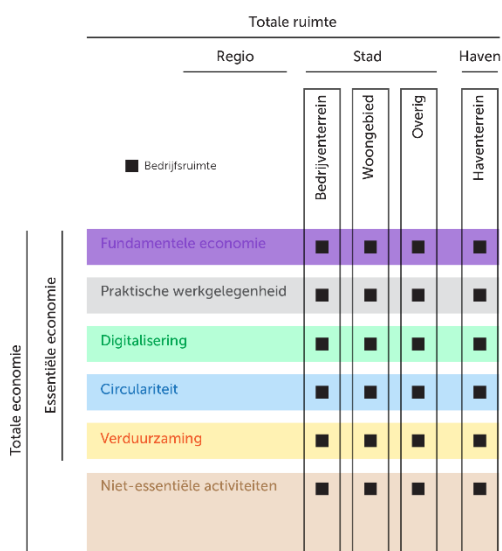 Totale ruimte
Regio
Stad
Haven
Bedrijventerrein
Woongebied
Overig
Haventerrein
Bedrijfsruimte
Totale economie
Essentiële economie
Fundamentele economie
Praktische werkgelegenheid
Digitalisering
Circulariteit
Verduurzaming
Niet-essentiële activiteiten